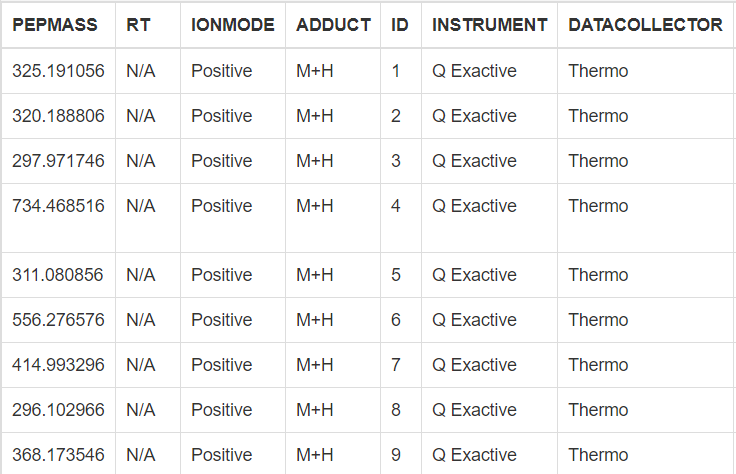 PEPMASS RT IONMODE ADDUCT ID INSTRUMENT DATACOLLECTOR
325.191056 N/A Positive M+H 1 Q Exactive Thermo
320.188806 N/A Positive M+H 2 Q Exactive Thermo
297.971746 N/A Positive M+H 3 Q Exactive Thermo
734.468516 N/A Positive M+H 4 Q Exactive Thermo
311.080856 N/A Positive M+H 5 Q Exactive Thermo
556.276576 N/A Positive M+H 6 Q Exactive Thermo
414.993296 N/A Positive M+H 7 Q Exactive Thermo
296.102966 N/A Positive M+H 8 Q Exactive Thermo
368.173546 N/A Positive M+H 9 Q Exactive Thermo